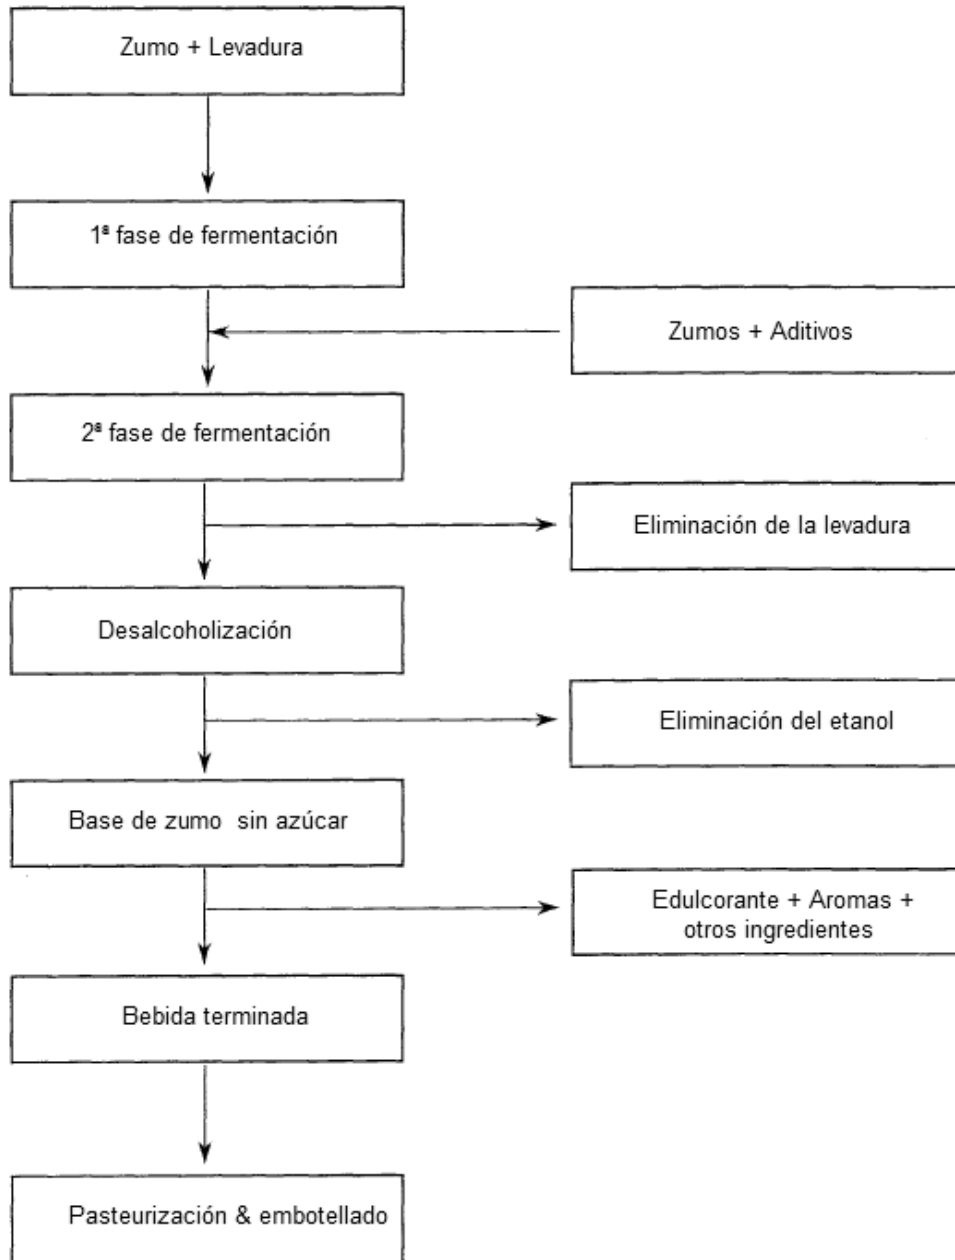 Zumo + Levadura
1ª fase de fermentación
Zumos + Aditivos
2ª fase de fermentación
Eliminación de la levadura
Desalcoholización
Eliminación del etanol
Base de zumo sin azúcar
Edulcorante + Aromas +
otros ingredientes
Bebida terminada
Pasteurización & embotellado